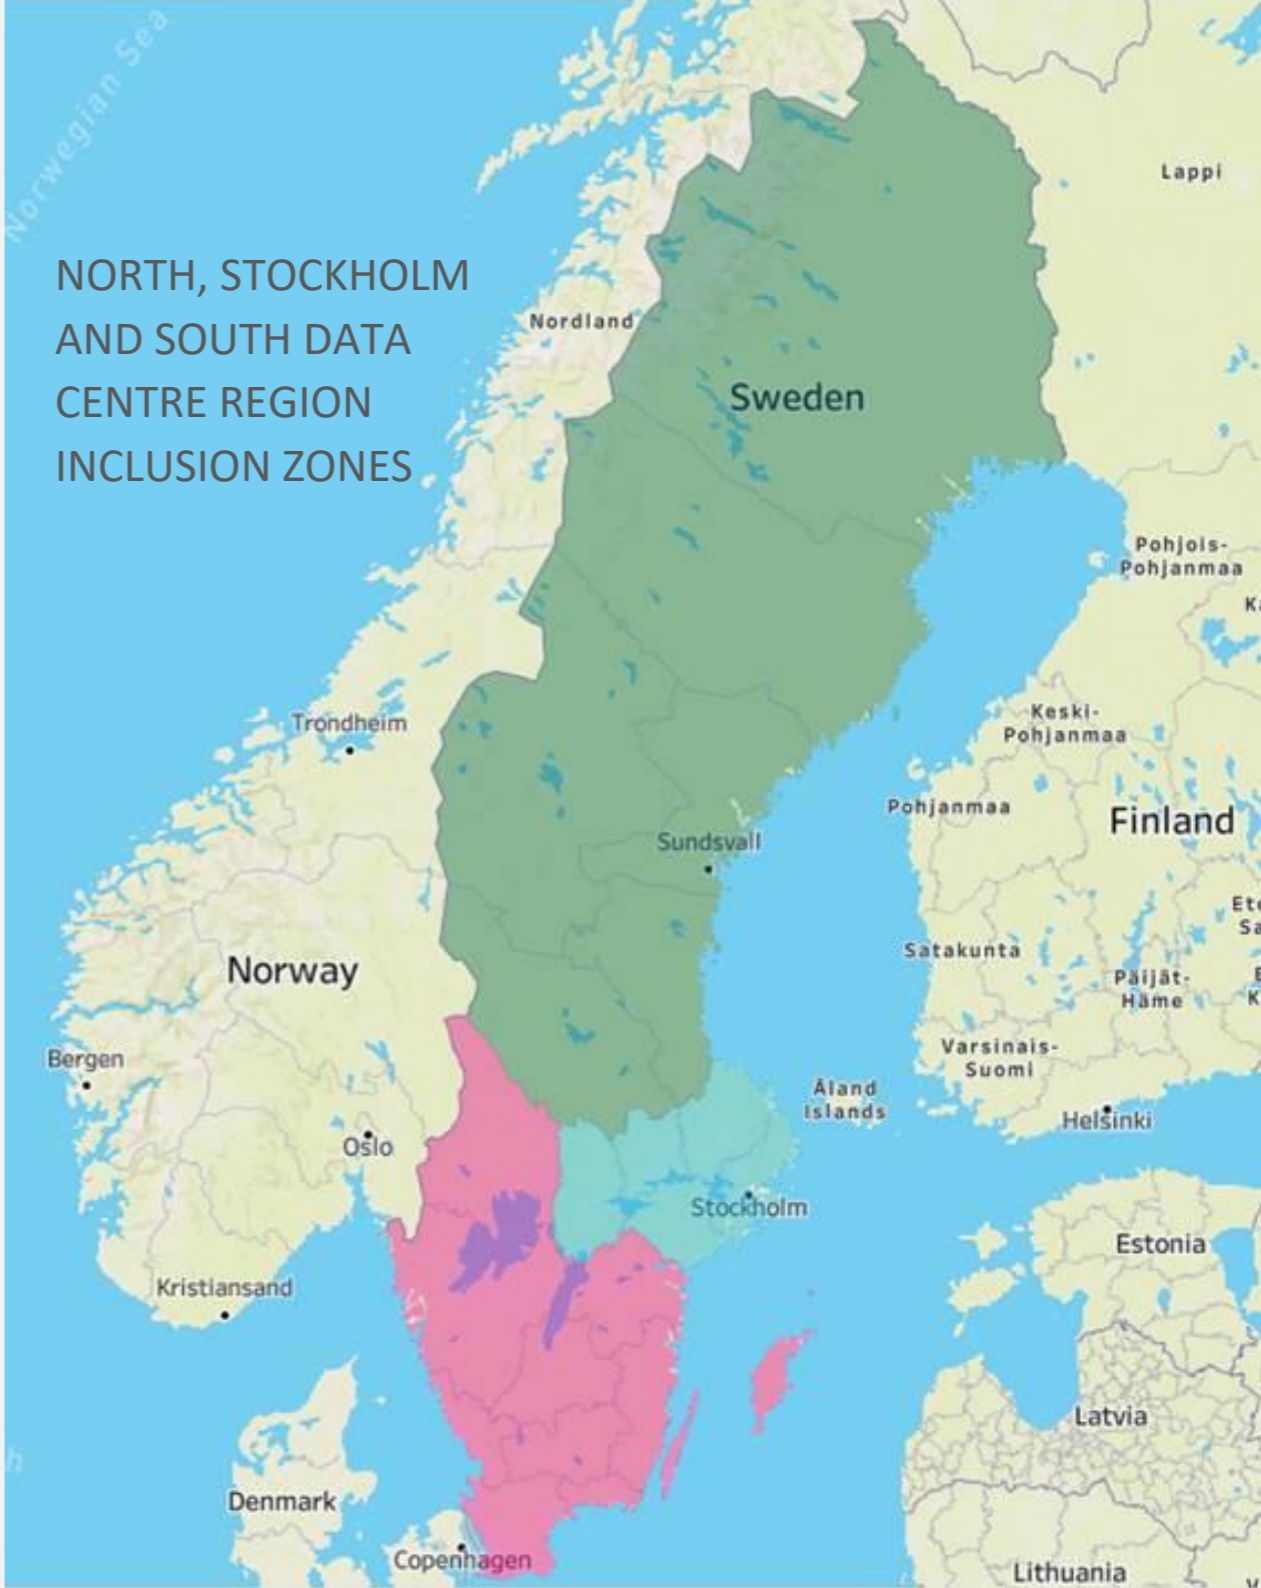 Norwegian Sea
Lappi
NORTH, STOCKHOLM
AND SOUTH DATA
CENTRE REGION
INCLUSION ZONES
Nordland
Sweden
Pohjois-
Pohjanmaa
Trondheim
Keski-
Pohjanmaa
Pohjanmaa
Finland
Sundsvall
Satakunta
Päijät-
Häme
Norway
Varsinais-
Suomi
Bergen
Åland
Islands
Helsinki
Oslo
Stockholm
Estonia
Kristiansand
Latvia
Denmark
Copenhagen
Lithuania